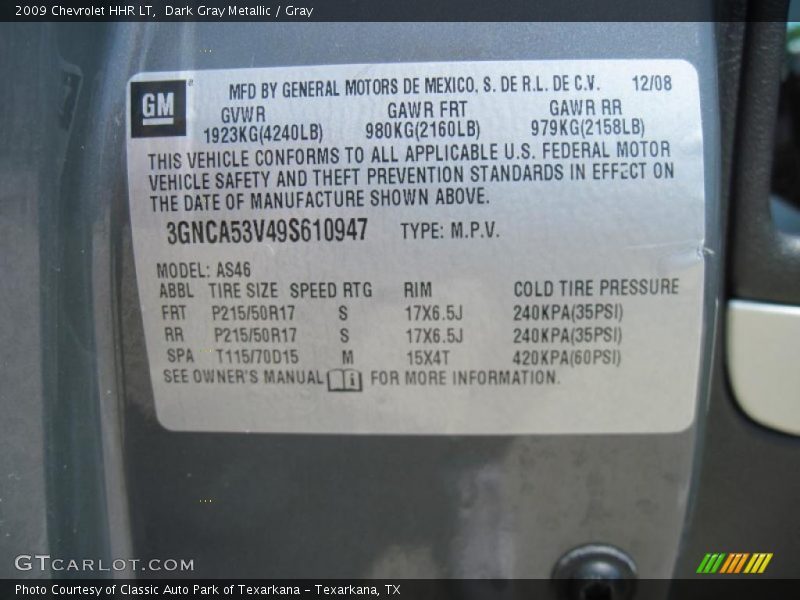 2009 Chevrolet HHR LT, Dark Gray Metallic / Gray
GM
MFD BY GENERAL MOTORS DE MEXICO, S. DE R.L. DE C.V. 12/08
GVWR GAWR FRT GAWR RR
1923KG(4240LB) 980KG(2160LB) 979KG(2158LB)
THIS VEHICLE CONFORMS TO ALL APPLICABLE U.S. FEDERAL MOTOR
VEHICLE SAFETY AND THEFT PREVENTION STANDARDS IN EFFECT ON
THE DATE OF MANUFACTURE SHOWN ABOVE.
3GNCA53V49S610947 TYPE: M.P.V.
MODEL: AS46
ABBL TIRE SIZE SPEED RTG RIM COLD TIRE PRESSURE
FRT P215/50R17 S 17X6.5J 240KPA(35PSI)
RR P215/50R17 S 17X6.5J 240KPA(35PSI)
SPA T115/70D15 M 15X4T 420KPA(60PSI)
SEE OWNER'S MANUAL i FOR MORE INFORMATION.
GTCARLOT.COM
Photo Courtesy of Classic Auto Park of Texarkana - Texarkana, TX